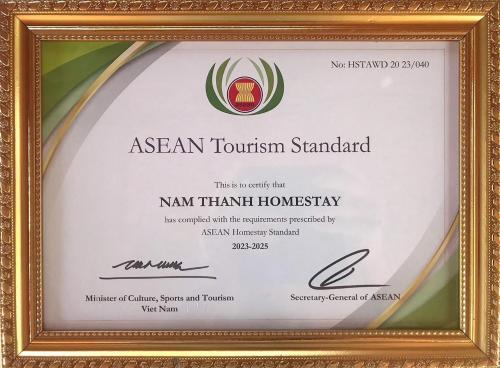 No: HSTAWD 20 23/040
ASEAN Tourism Standard
This is to certify that
NAM THANH HOMESTAY
has complied with the requirements prescribed by
ASEAN Homestay Standard
2023-2025
Minister of Culture, Sports and Tourism
Viet Nam
Secretary-General of ASEAN